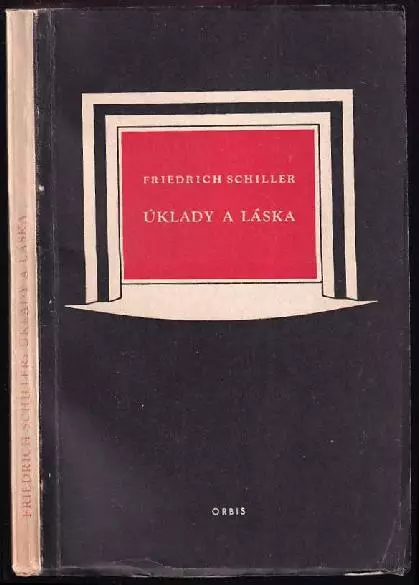 FRIEDRICH SCHILLER
ÚKLADY A LÁSKA
ORBIS
FRIEDRICH SCHILLER: ÚKLADY A LÁSKA